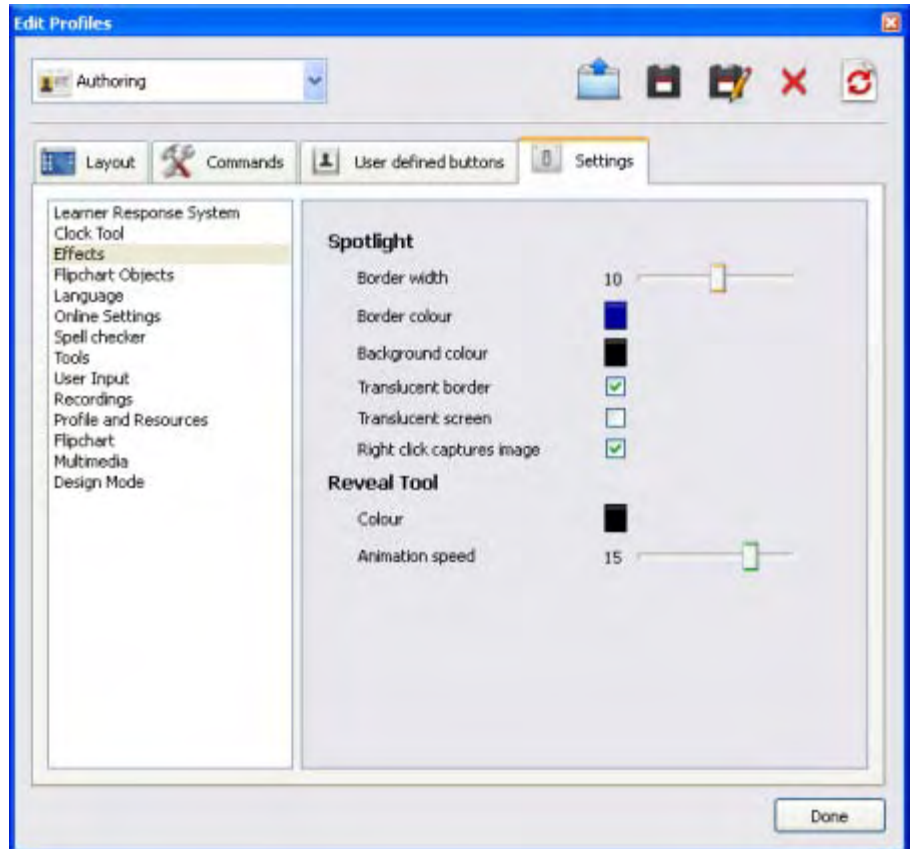 Edit Profiles
Authoring
Layout
Commands
User defined buttons
Settings
Learner Response System
Clock Tool
Effects
Flipchart Objects
Language
Online Settings
Spell checker
Tools
User Input
Recordings
Profile and Resources
Flipchart
Multimedia
Design Mode
Spotlight
Border width 10
Border colour
Background colour
Translucent border
Translucent screen
Right click captures image
Reveal Tool
Colour
Animation speed 15
Done